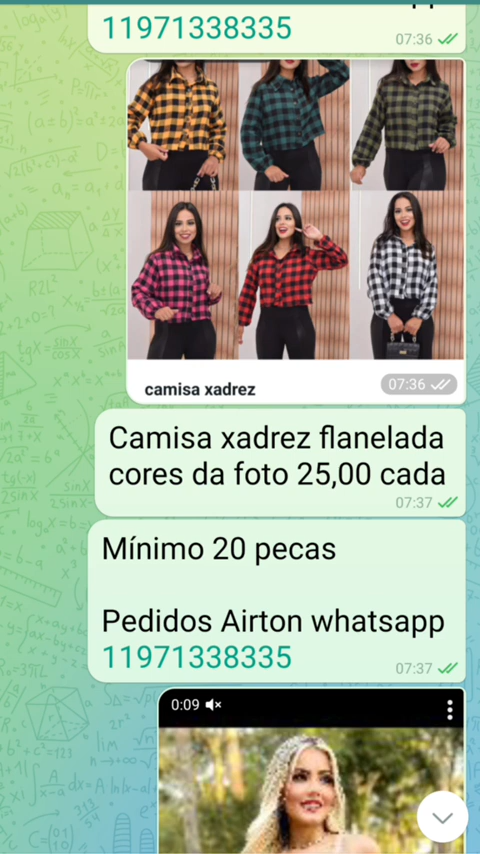 11971338335
07:36
camisa xadrez
07:36
Camisa xadrez flanelada
cores da foto 25,00 cada
07:37
Mínimo 20 pecas
Pedidos Airton whatsapp
11971338335
07:37
0:09